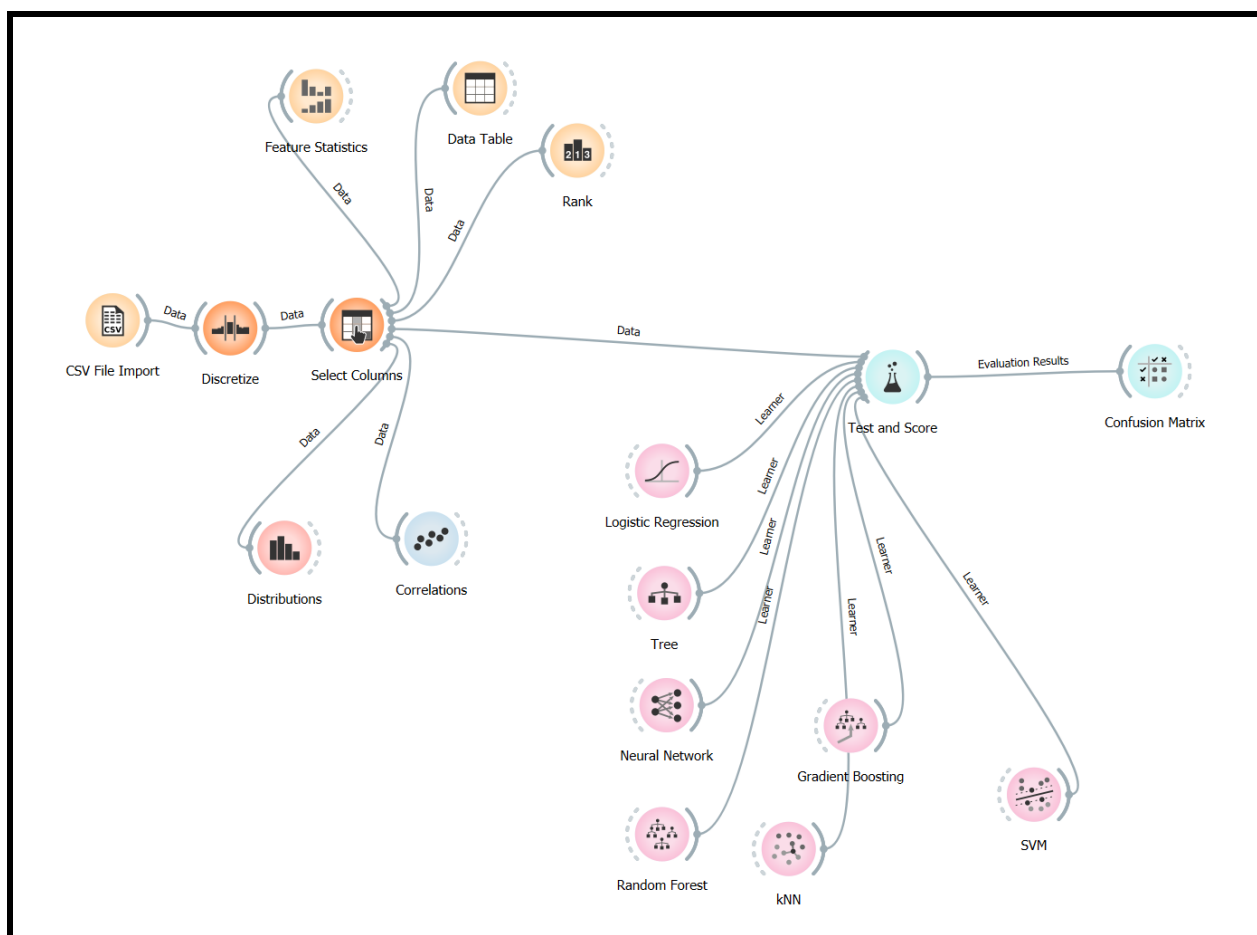 Feature Statistics
Data Table
Rank
Data
Data
Data
CSV
CSV File Import
Data
Discretize
Data
Select Columns
Data
Test and Score
Evaluation Results
Confusion Matrix
Data
Data
Distributions
Correlations
Learner
Logistic Regression
Learner
Tree
Learner
Neural Network
Learner
Random Forest
Learner
kNN
Learner
Gradient Boosting
Learner
SVM
2 1 3